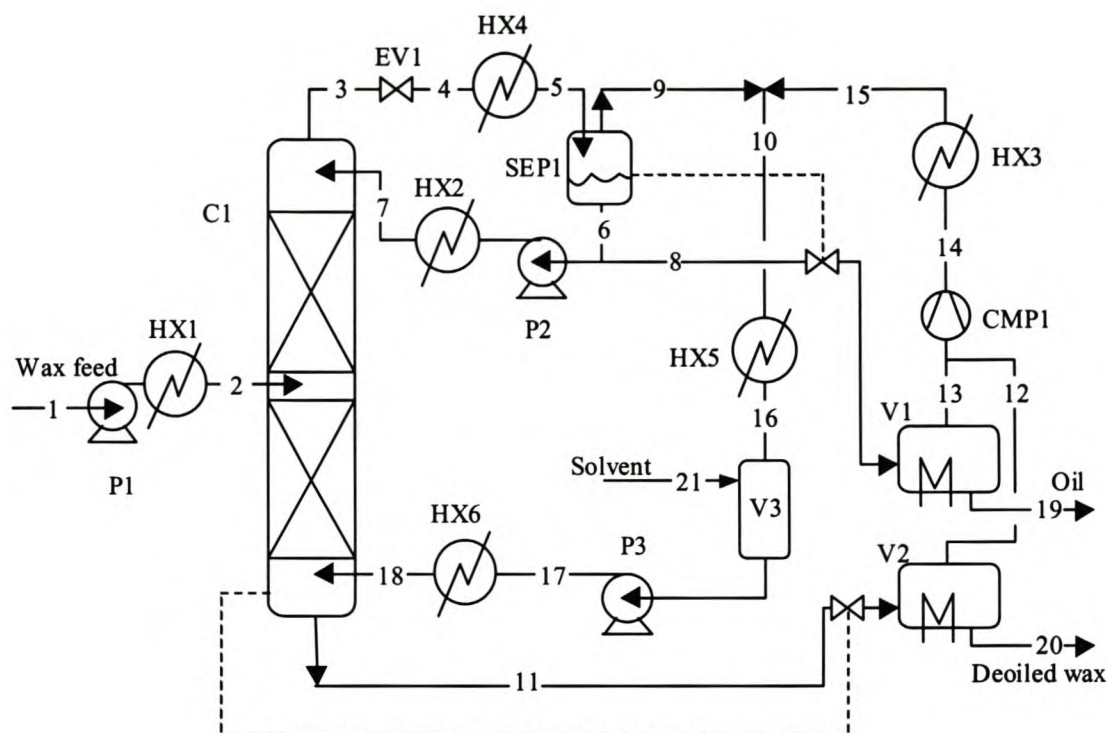 HX4
EV1
3
4
5
9
15
10
HX3
SEP1
HX2
C1
7
6
8
14
P2
CMP1
HX1
HX5
Wax feed
2
13
12
1
V1
16
P1
Solvent
21
Oil
HX6
V3
19
P3
V2
18
17
20
Deoiled wax
11